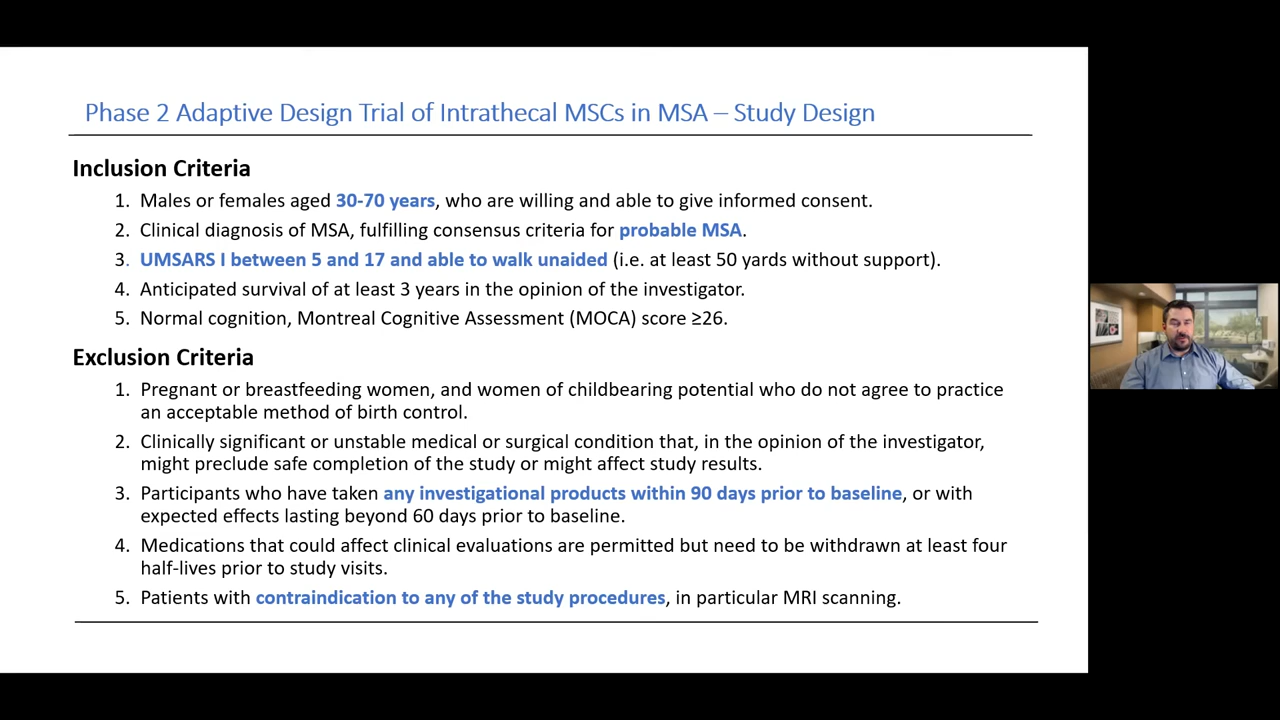 Phase 2 Adaptive Design Trial of Intrathecal MSCs in MSA – Study Design
Inclusion Criteria
1. Males or females aged 30-70 years, who are willing and able to give informed consent.
2. Clinical diagnosis of MSA, fulfilling consensus criteria for probable MSA.
3. UMSARS I between 5 and 17 and able to walk unaided (i.e. at least 50 yards without support).
4. Anticipated survival of at least 3 years in the opinion of the investigator.
5. Normal cognition, Montreal Cognitive Assessment (MOCA) score ≥26.
Exclusion Criteria
1. Pregnant or breastfeeding women, and women of childbearing potential who do not agree to practice
an acceptable method of birth control.
2. Clinically significant or unstable medical or surgical condition that, in the opinion of the investigator,
might preclude safe completion of the study or might affect study results.
3. Participants who have taken any investigational products within 90 days prior to baseline, or with
expected effects lasting beyond 60 days prior to baseline.
4. Medications that could affect clinical evaluations are permitted but need to be withdrawn at least four
half-lives prior to study visits.
5. Patients with contraindication to any of the study procedures, in particular MRI scanning.